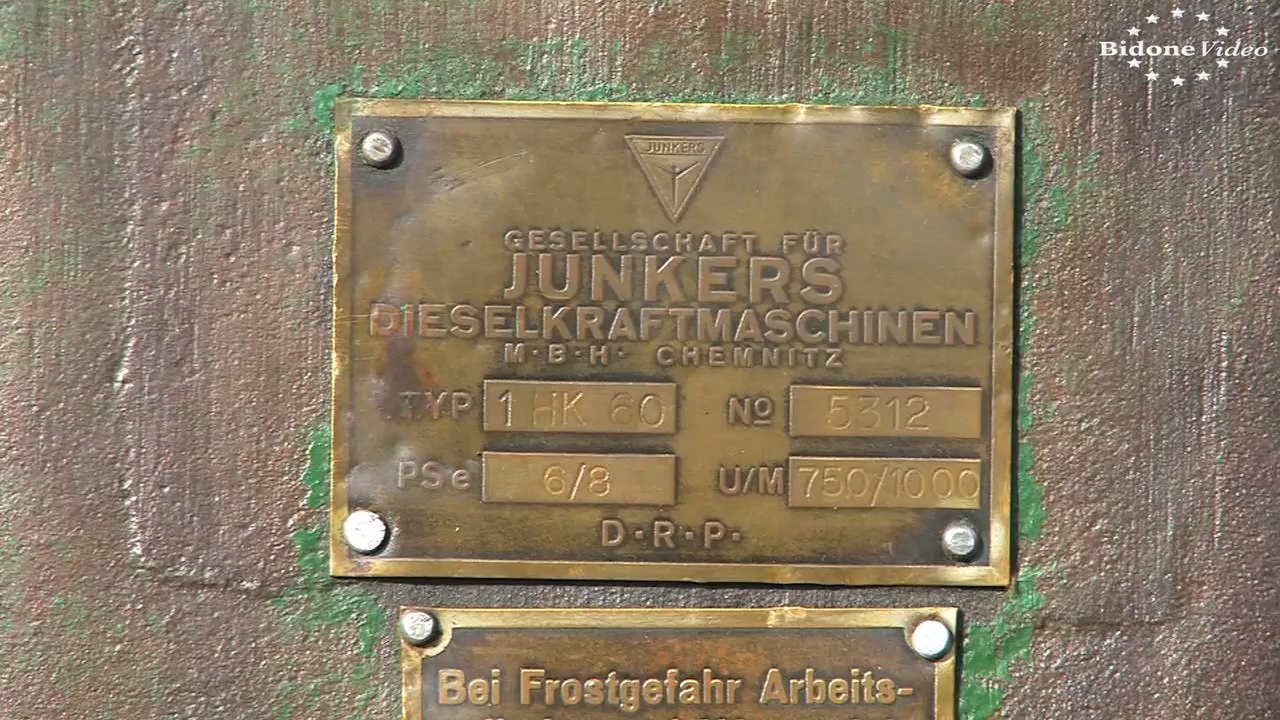 Bidone Video
JUNKERS
GESELLSCHAFT FÜR
JUNKERS
DIESELKRAFTMASCHINEN
M·B·H· CHEMNITZ
TYP 1 HK 60 Nº 5312
PSe 6/8 U/M 750/1000
D·R·P·
Bei Frostgefahr Arbeits-